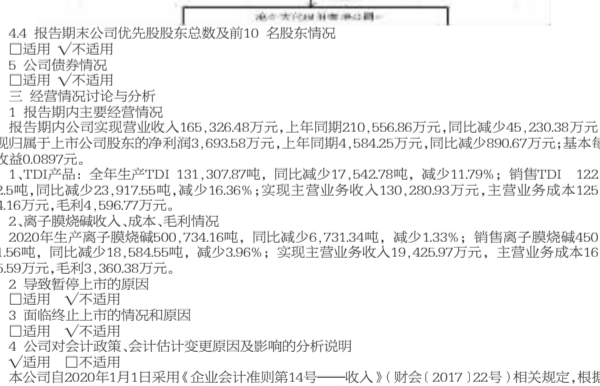 4.4 报告期末公司优先股股东总数及前10 名股东情况
□适用 √不适用
5 公司债券情况
□适用 √不适用
三 经营情况讨论与分析
1 报告期内主要经营情况
报告期内公司实现营业收入165,326.48万元,上年同期210,556.86万元,同比减少45,230.38万元
现归属于上市公司股东的净利润3,693.58万元,上年同期4,584.25万元,同比减少890.67万元;基本每
收益0.0897元。
1、TDI产品：全年生产TDI 131,307.87吨，同比减少17,542.78吨，减少11.79%；销售TDI 122
2.5吨,同比减少23,917.55吨,减少16.36%;实现主营业务收入130,280.93万元,主营业务成本125
4.16万元,毛利4,596.77万元。
2、离子膜烧碱收入、成本、毛利情况
2020年生产离子膜烧碱500,734.16吨，同比减少6,731.34吨，减少1.33%；销售离子膜烧碱450
1.56吨，同比减少18,584.55吨，减少3.96%；实现主营业务收入19,425.97万元，主营业务成本16
5.59万元,毛利3,360.38万元。
2 导致暂停上市的原因
□适用 √不适用
3 面临终止上市的情况和原因
□适用 √不适用
4 公司对会计政策、会计估计变更原因及影响的分析说明
√适用 □不适用
本公司自2020年1月1日采用《企业会计准则第14号——收入》（财会〔2017〕22号）相关规定，根据